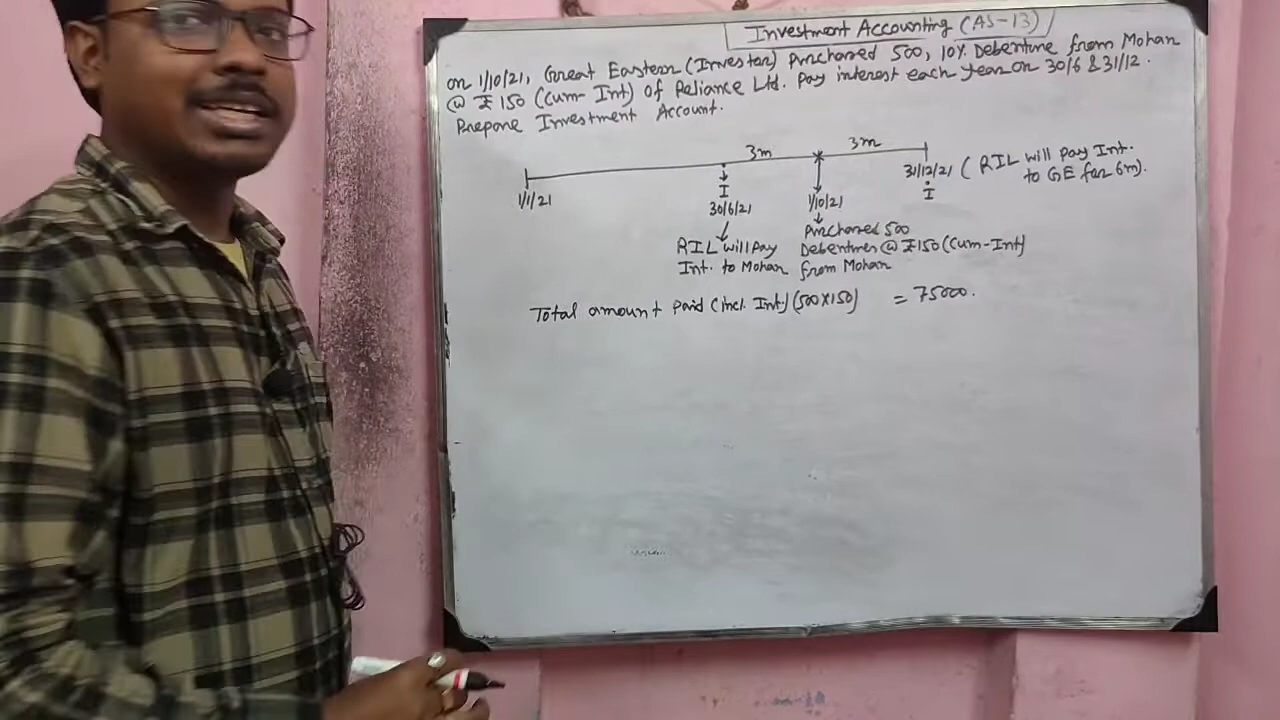 Investment Accounting (AS-13)
on 1/10/21, Great Eastern (Investor) Purchased 500, 10% Debenture from Mohan
@ ₹150 (Cum-Int) of Reliance Ltd. Pay interest each year on 30/6 & 31/12.
Prepare Investment Account.
3m 3m
1/1/21 I 30/6/21 1/10/21 31/12/21 (RIL will pay Int.
to GE for 6m).
I
RIL will pay
Int. to Mohan
Purchased 500
Debentures @ ₹150 (Cum-Int)
from Mohan
Total amount paid (incl. Int.) (500x150) = 75000.